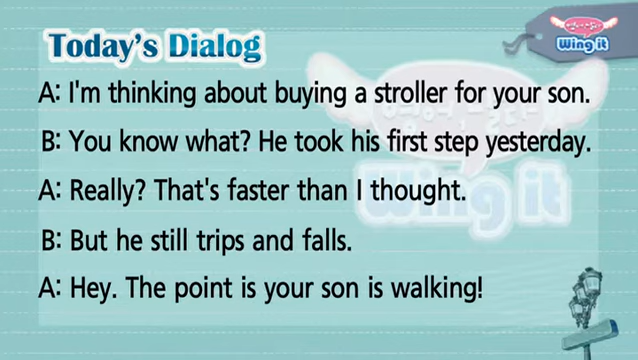 Today's Dialog
Wing it
A: I'm thinking about buying a stroller for your son.
B: You know what? He took his first step yesterday.
A: Really? That's faster than I thought.
B: But he still trips and falls.
A: Hey. The point is your son is walking!
Wing it